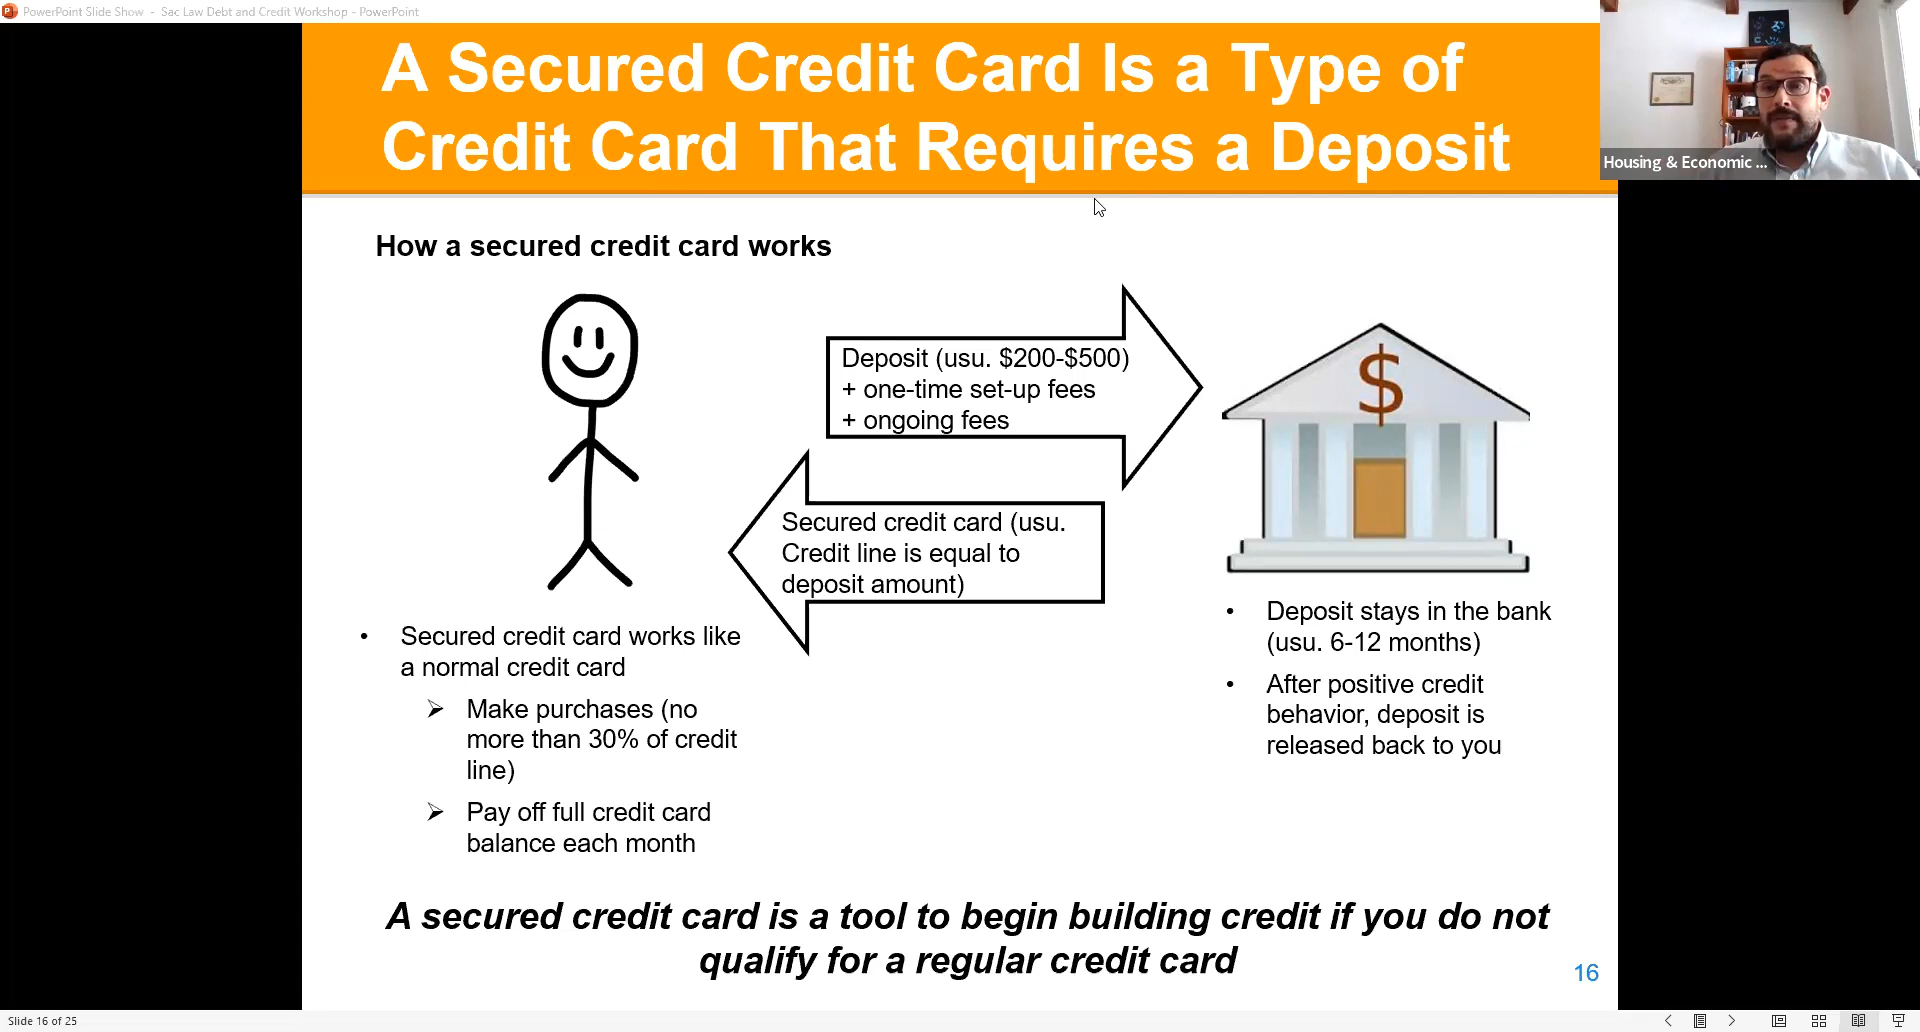 PowerPoint Slide Show - Sac Law Debt and Credit Workshop - PowerPoint
A Secured Credit Card Is a Type of
Credit Card That Requires a Deposit
Housing & Economic ...
How a secured credit card works
Deposit (usu. $200-$500)
+ one-time set-up fees
+ ongoing fees
$
Secured credit card (usu.
Credit line is equal to
deposit amount)
• Secured credit card works like
a normal credit card
➢ Make purchases (no
more than 30% of credit
line)
➢ Pay off full credit card
balance each month
• Deposit stays in the bank
(usu. 6-12 months)
• After positive credit
behavior, deposit is
released back to you
A secured credit card is a tool to begin building credit if you do not
qualify for a regular credit card
16
Slide 16 of 25